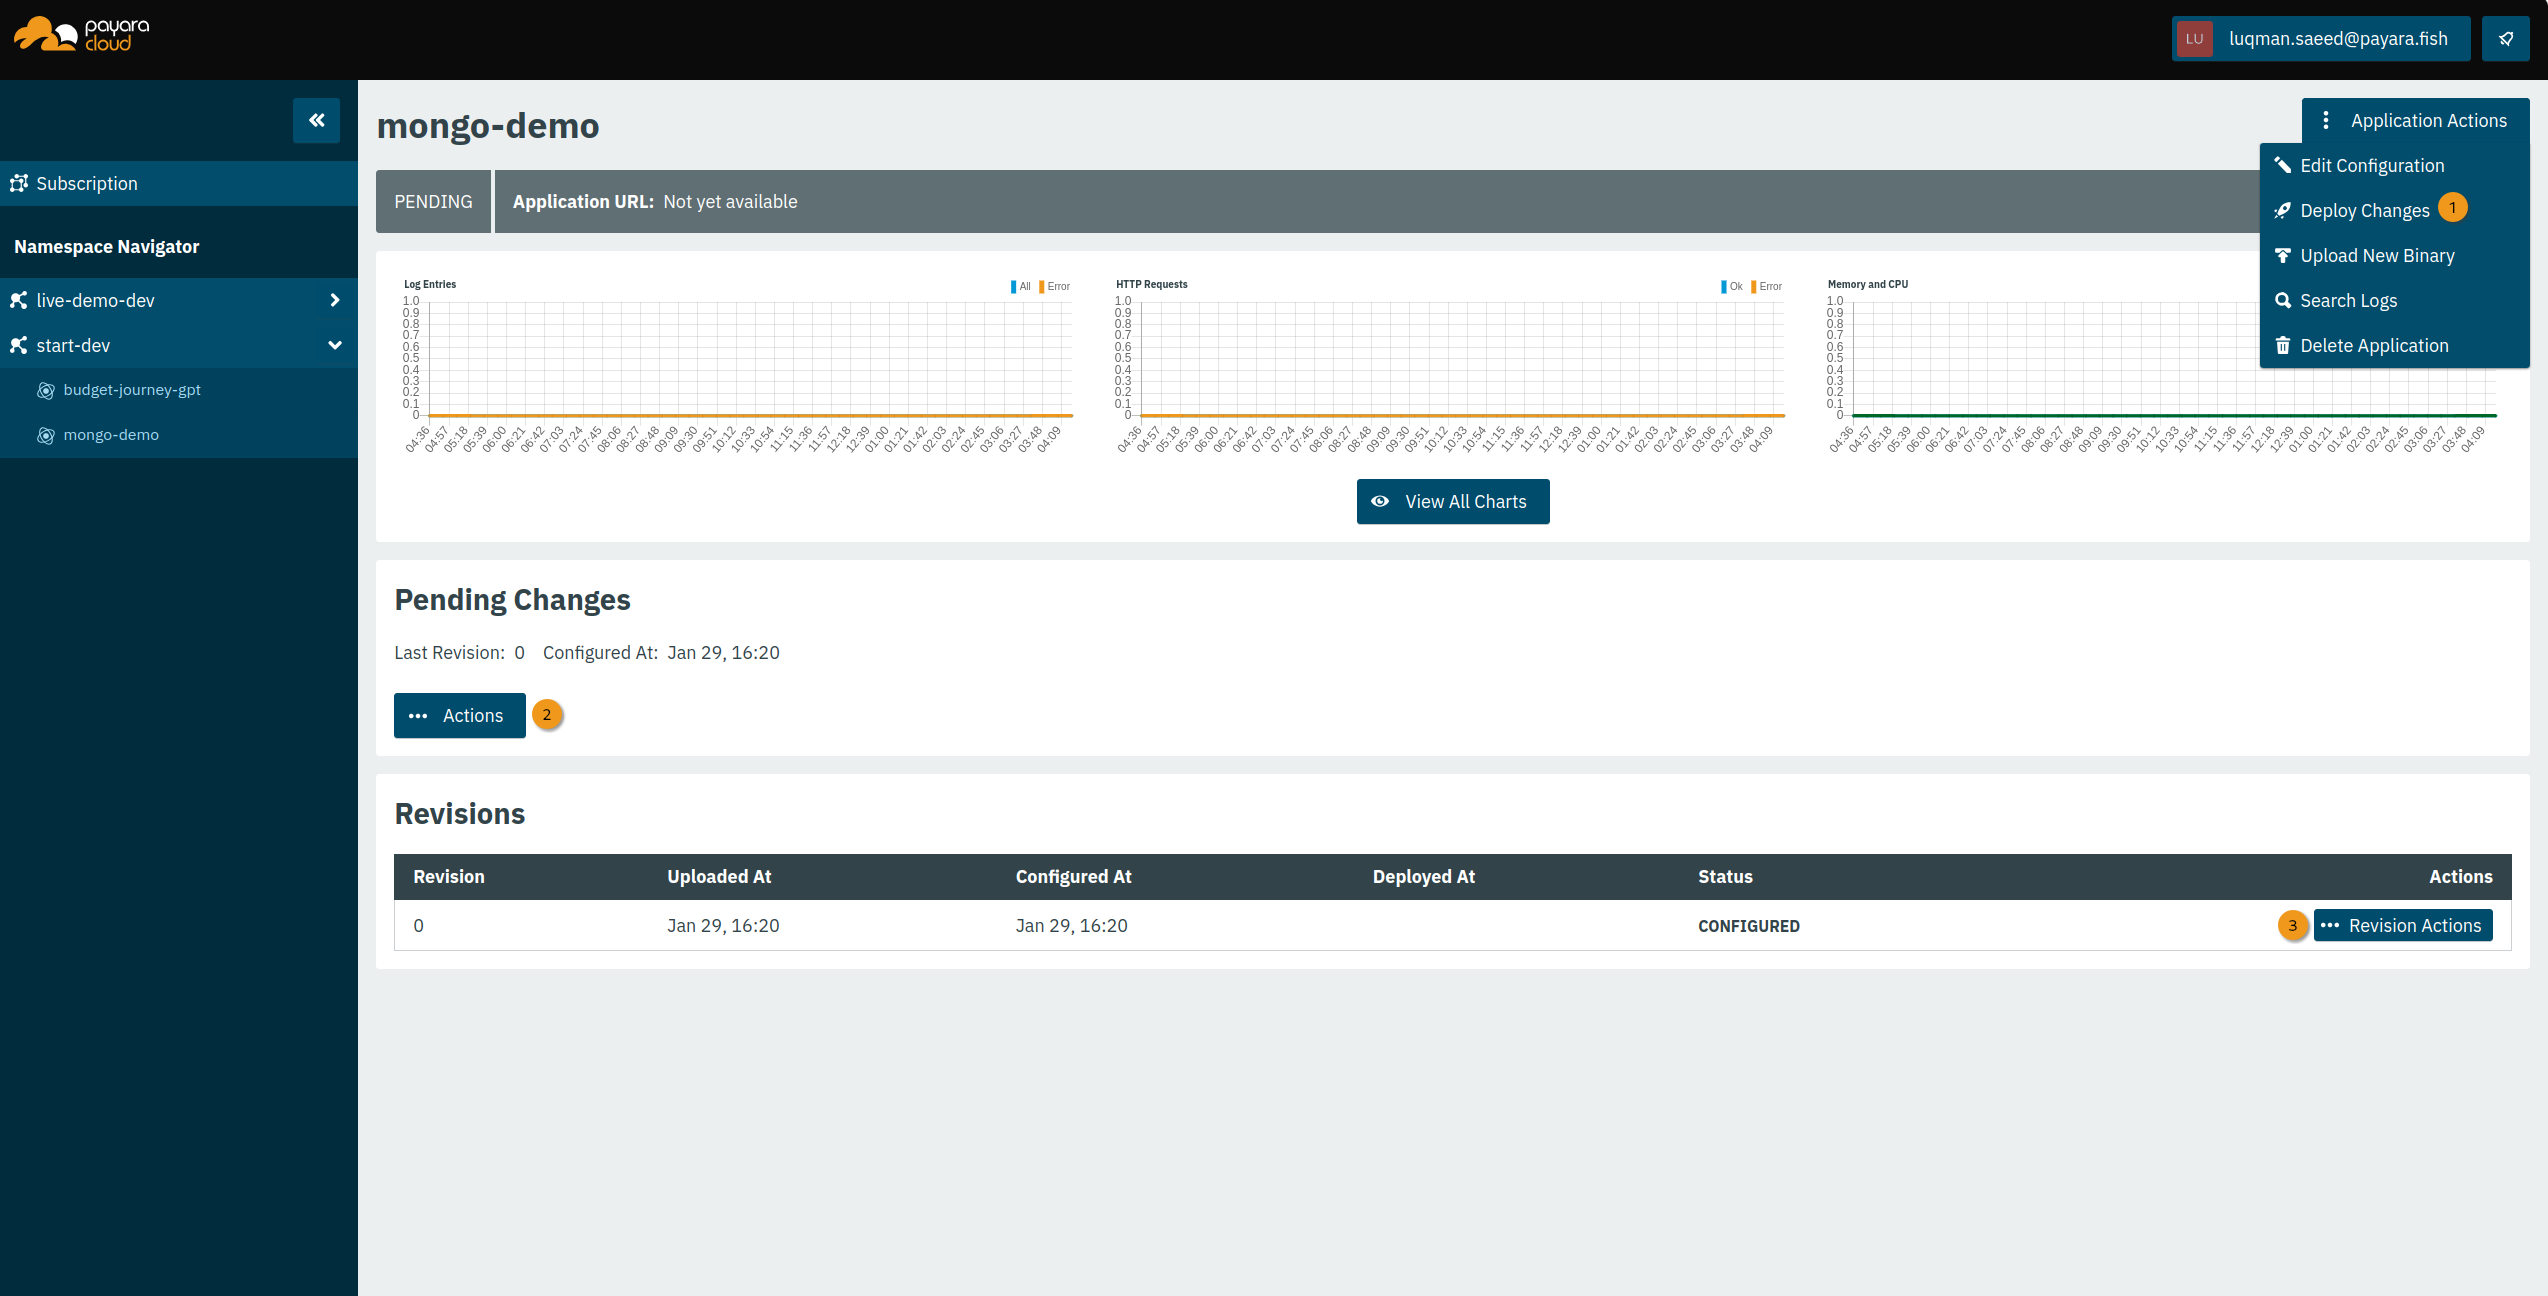 payara
cloud
LU
luqman.saeed@payara.fish
Subscription
Namespace Navigator
live-demo-dev
start-dev
budget-journey-gpt
mongo-demo
mongo-demo
Application Actions
Edit Configuration
Deploy Changes 1
Upload New Binary
Search Logs
Delete Application
PENDING
Application URL: Not yet available
Log Entries
All Error
1.0
0.9
0.8
0.7
0.6
0.5
0.4
0.3
0.2
0.1
0
04:36 04:57 05:18 05:39 06:00 06:21 06:42 07:03 07:24 07:45 08:06 08:27 08:48 09:09 09:30 09:51 10:12 10:33 10:54 11:15 11:36 11:57 12:18 12:39 01:00 01:21 01:42 02:03 02:24 02:45 03:06 03:27 03:48 04:09
HTTP Requests
Ok Error
1.0
0.9
0.8
0.7
0.6
0.5
0.4
0.3
0.2
0.1
0
04:36 04:57 05:18 05:39 06:00 06:21 06:42 07:03 07:24 07:45 08:06 08:27 08:48 09:09 09:30 09:51 10:12 10:33 10:54 11:15 11:36 11:57 12:18 12:39 01:00 01:21 01:42 02:03 02:24 02:45 03:06 03:27 03:48 04:09
Memory and CPU
1.0
0.9
0.8
0.7
0.6
0.5
0.4
0.3
0.2
0.1
0
04:36 04:57 05:18 05:39 06:00 06:21 06:42 07:03 07:24 07:45 08:06 08:27 08:48 09:09 09:30 09:51 10:12 10:33 10:54 11:15 11:36 11:57 12:18 12:39 01:00 01:21 01:42 02:03 02:24 02:45 03:06 03:27 03:48 04:09
View All Charts
Pending Changes
Last Revision: 0 Configured At: Jan 29, 16:20
Actions 2
Revisions
Revision Uploaded At Configured At Deployed At Status Actions
0 Jan 29, 16:20 Jan 29, 16:20 CONFIGURED 3 Revision Actions